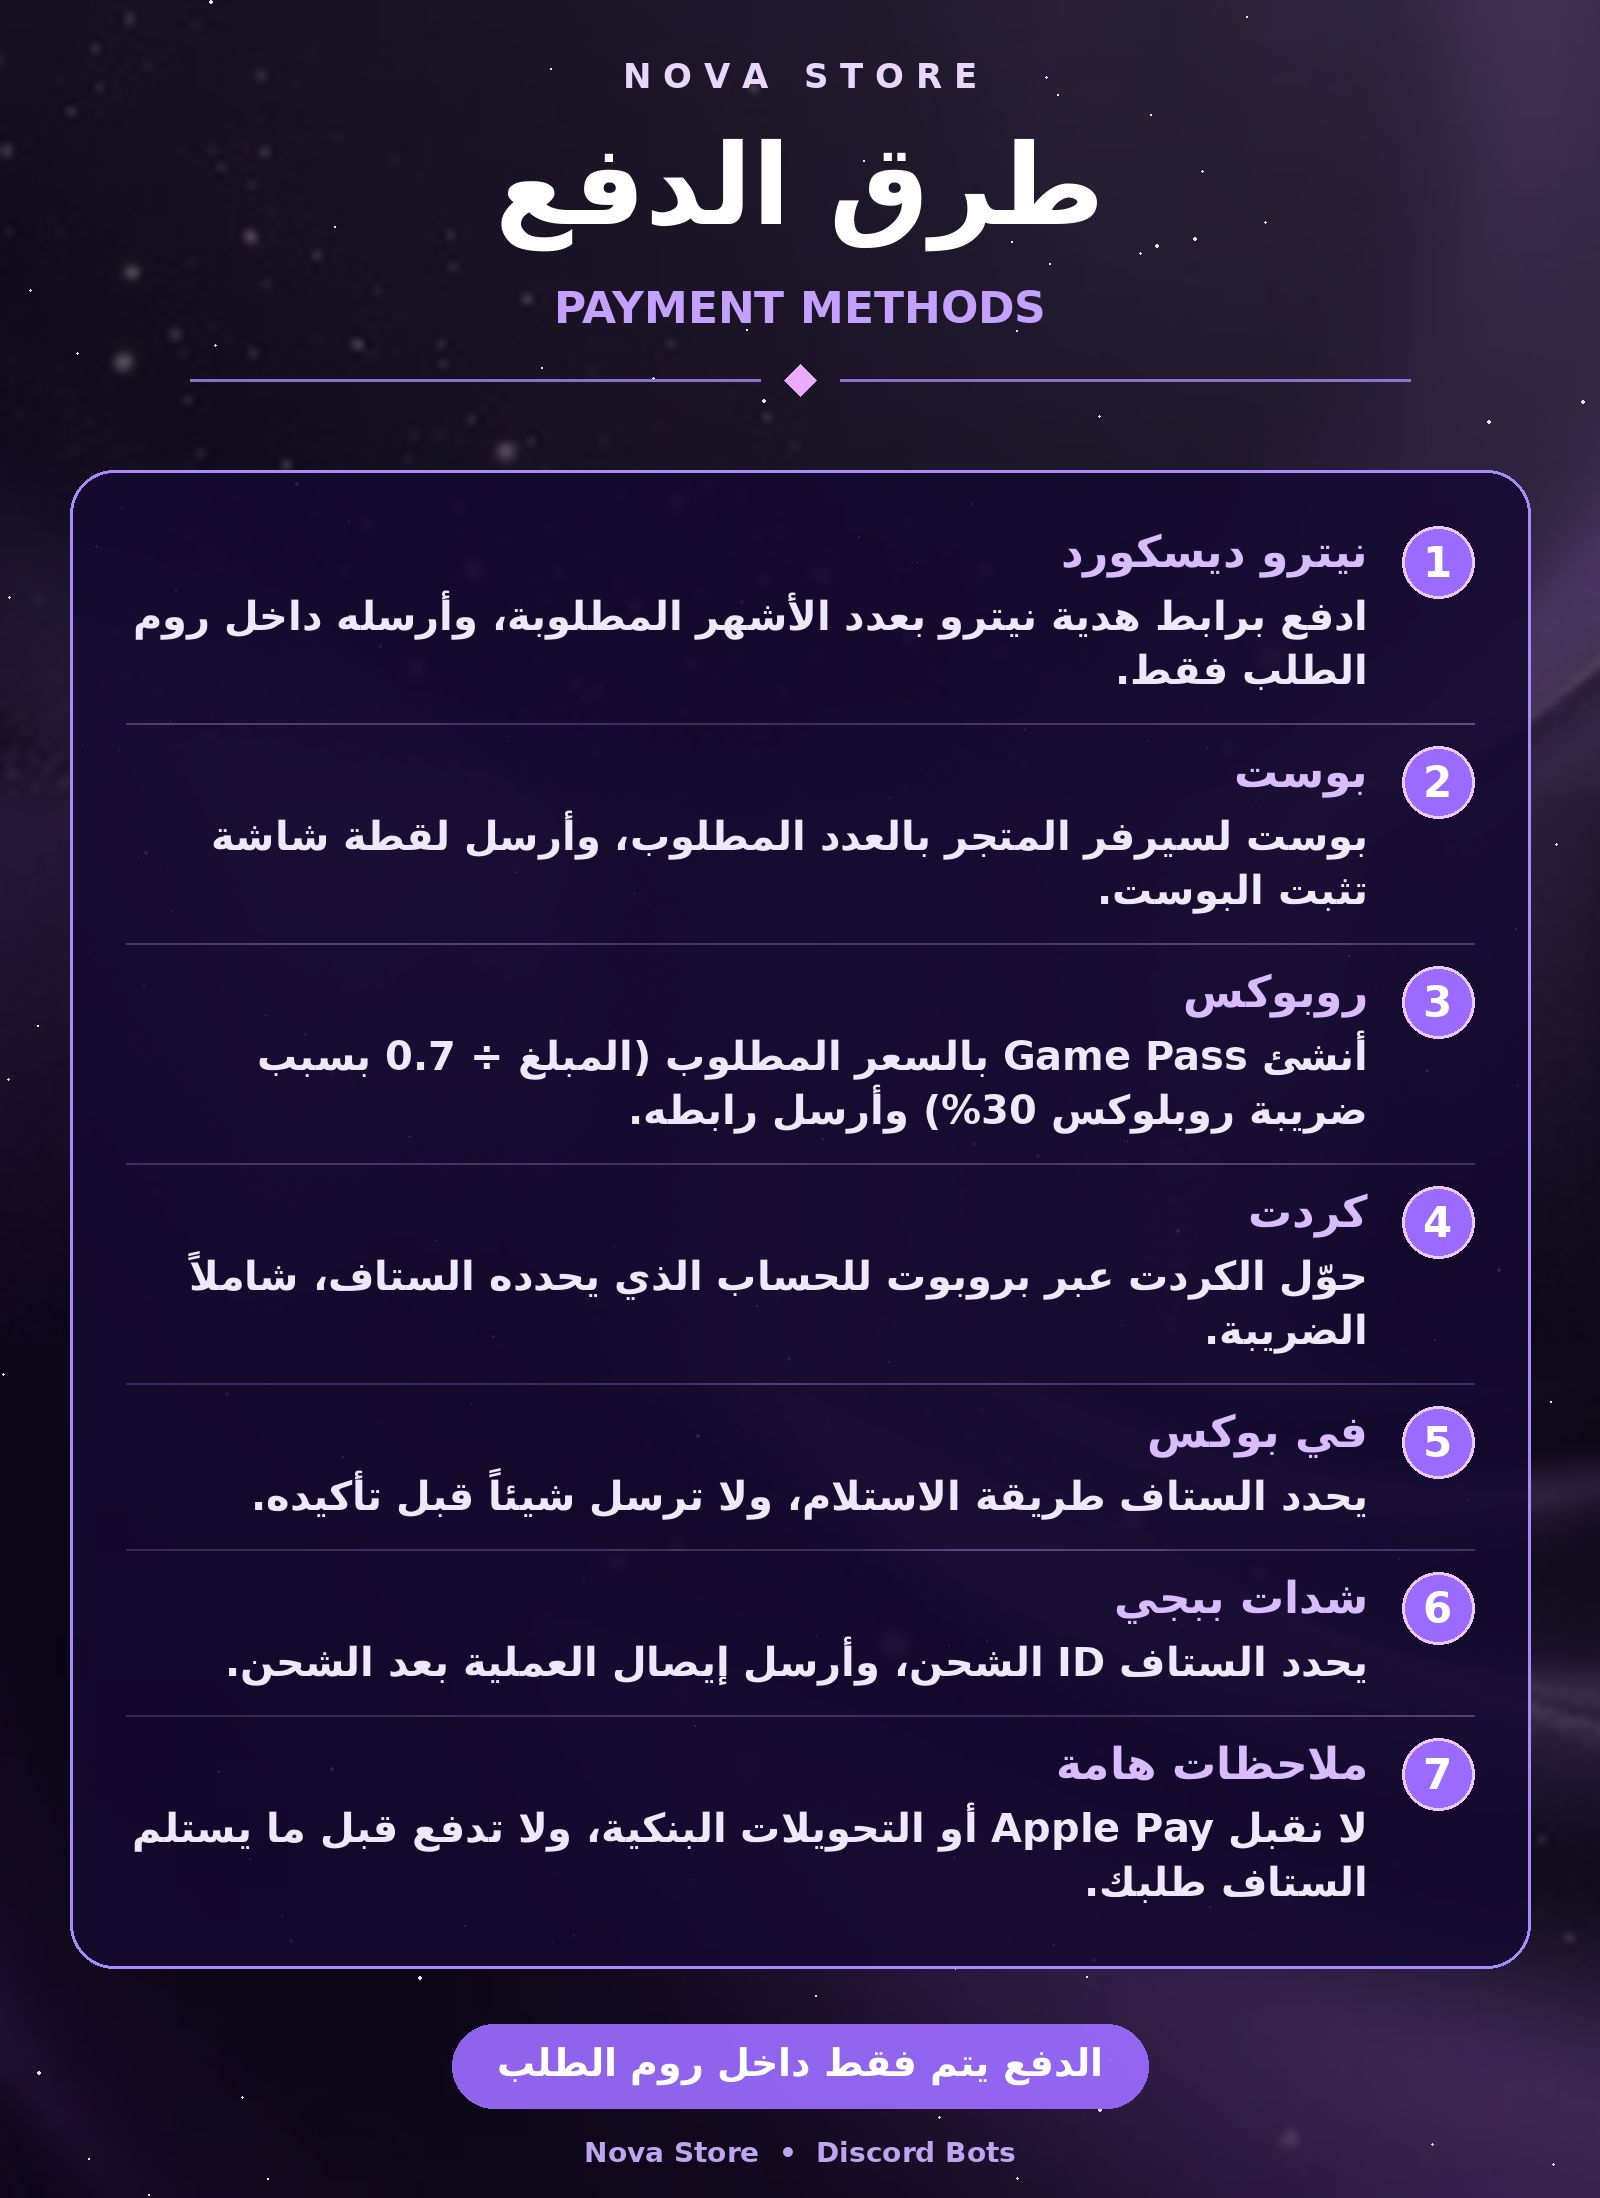 NOVA STORE
طرق الدفع
PAYMENT METHODS
1
نيترو ديسكورد
ادفع برابط هدية نيترو بعدد الأشهر المطلوبة، وأرسله داخل روم
الطلب فقط.
2
بوست
بوست لسيرفر المتجر بالعدد المطلوب، وأرسل لقطة شاشة
تثبت البوست.
3
روبوكس
أنشئ Game Pass بالسعر المطلوب (المبلغ ÷ 0.7 بسبب
ضريبة روبلوكس 30%) وأرسل رابطه.
4
كردت
حوّل الكردت عبر بروبوت للحساب الذي يحدده الستاف، شاملاً
الضريبة.
5
في بوكس
يحدد الستاف طريقة الاستلام، ولا ترسل شيئاً قبل تأكيده.
6
شدات ببجي
يحدد الستاف ID الشحن، وأرسل إيصال العملية بعد الشحن.
7
ملاحظات هامة
لا نقبل Apple Pay أو التحويلات البنكية، ولا تدفع قبل ما يستلم
الستاف طلبك.
الدفع يتم فقط داخل روم الطلب
Nova Store • Discord Bots